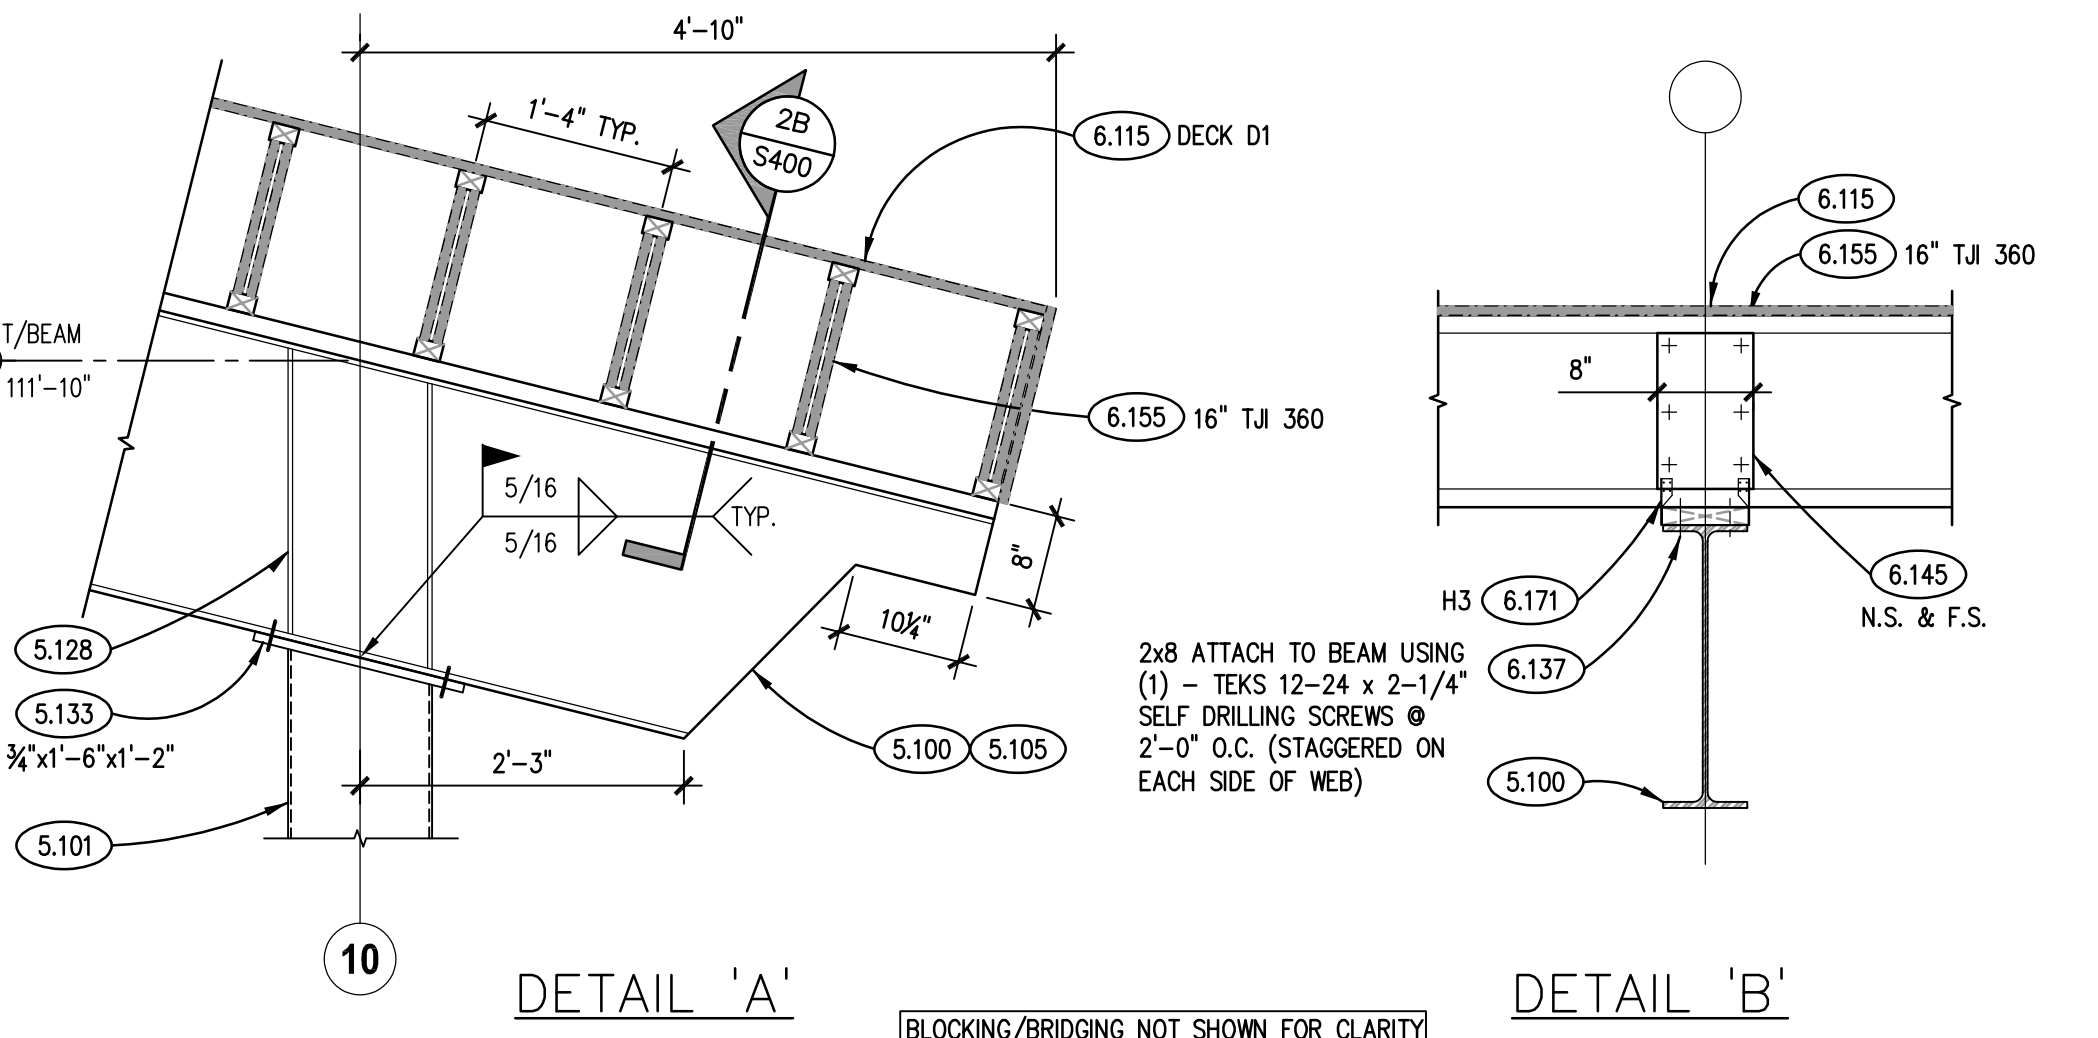 4'-10"
1'-4" TYP.
2B
S400
6.115 DECK D1
T/BEAM
111'-10"
6.155 16" TJI 360
5/16
5/16
TYP.
8"
10¼"
5.128
5.133
¾"x1'-6"x1'-2"
5.101
2'-3"
5.100 5.105
10
DETAIL 'A'
6.115
6.155 16" TJI 360
8"
H3 6.171
6.145
N.S. & F.S.
6.137
2x8 ATTACH TO BEAM USING
(1) - TEKS 12-24 x 2-1/4"
SELF DRILLING SCREWS @
2'-0" O.C. (STAGGERED ON
EACH SIDE OF WEB)
5.100
DETAIL 'B'
BLOCKING/BRIDGING NOT SHOWN FOR CLARITY